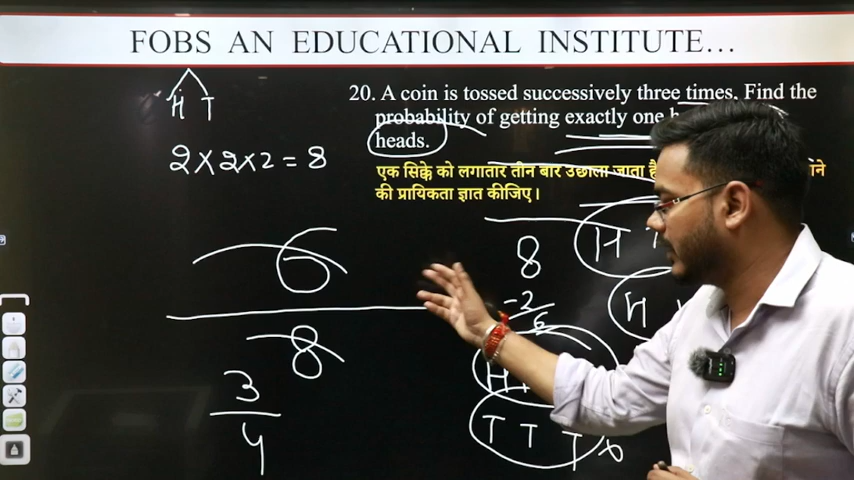 FOBS AN EDUCATIONAL INSTITUTE...
20. A coin is tossed successively three times. Find the
probability of getting exactly one
heads.
एक सिक्के को लगातार तीन बार उछाला जाता
की प्रायिकता ज्ञात कीजिए।
H T
2 × 2 × 2 = 8
6
8
3
4
8
-2
6
H
H
H
T T T